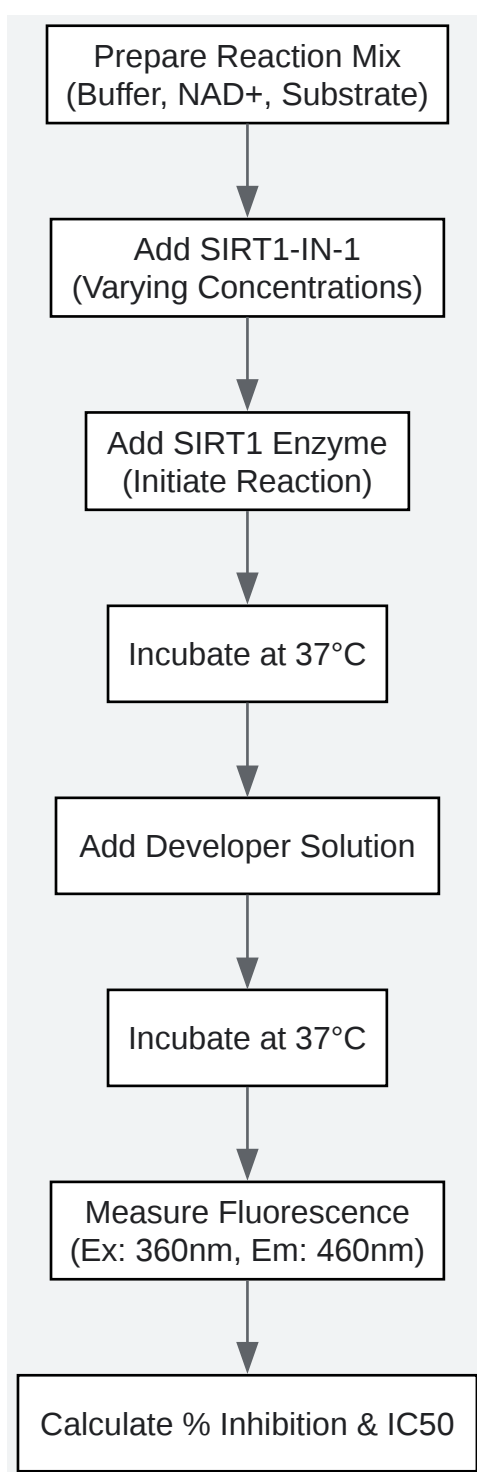 Prepare Reaction Mix
(Buffer, NAD+, Substrate)
Add SIRT1-IN-1
(Varying Concentrations)
Add SIRT1 Enzyme
(Initiate Reaction)
Incubate at 37°C
Add Developer Solution
Incubate at 37°C
Measure Fluorescence
(Ex: 360nm, Em: 460nm)
Calculate % Inhibition & IC50